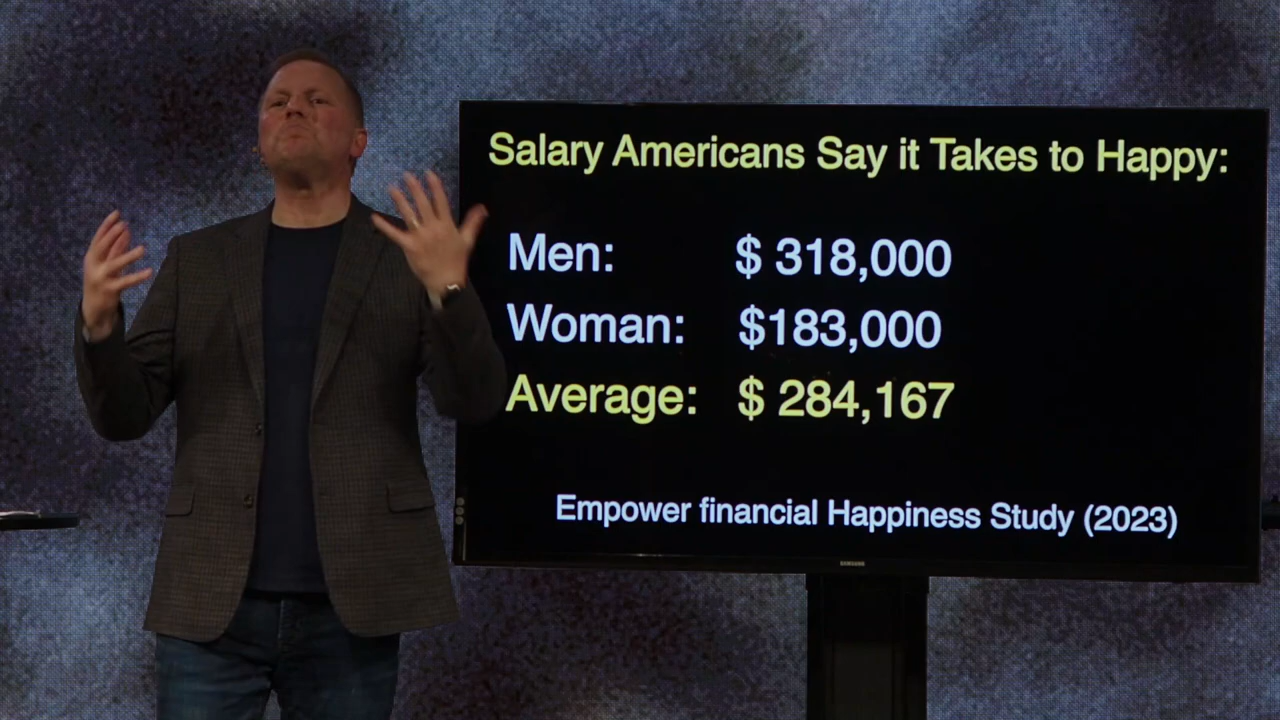 Salary Americans Say it Takes to Happy:
Men: $ 318,000
Woman: $183,000
Average: $ 284,167
Empower financial Happiness Study (2023)
SAMSUNG